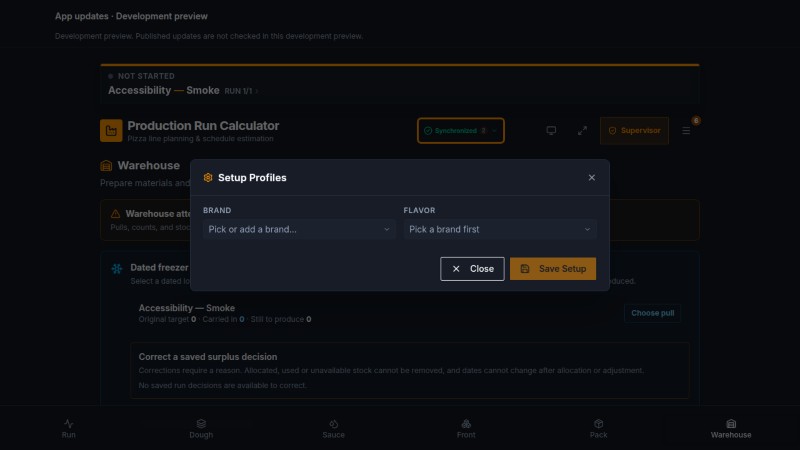 App updates · Development preview
Development preview. Published updates are not checked in this development preview.
NOT STARTED
Accessibility — Smoke RUN 1/1 ›
Production Run Calculator
Pizza line planning & schedule estimation
Synchronized
Supervisor
6
Warehouse
Prepare materials and
Warehouse atte
Pulls, counts, and stoc
Setup Profiles
BRAND
FLAVOR
Pick or add a brand...
Pick a brand first
Close
Save Setup
Dated freezer
Select a dated lo
duced.
Accessibility — Smoke
Original target 0 · Carried in 0 · Still to produce 0
Choose pull
Correct a saved surplus decision
Corrections require a reason. Allocated, used or unavailable stock cannot be removed, and dates cannot change after allocation or adjustment.
No saved run decisions are available to correct.
Run
Dough
Sauce
Front
Pack
Warehouse